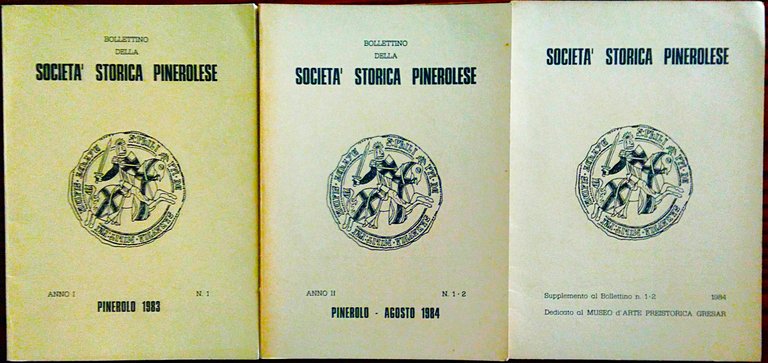 BOLLETTINO
DELLA
SOCIETA' STORICA PINEROLESE
ANNO I N. 1
PINEROLO 1983
BOLLETTINO
DELLA
SOCIETA' STORICA PINEROLESE
ANNO II N. 1-2
PINEROLO - AGOSTO 1984
SOCIETA' STORICA PINEROLESE
Supplemento al Bollettino n. 1-2 1984
Dedicato al MUSEO d'ARTE PREISTORICA GRESAR